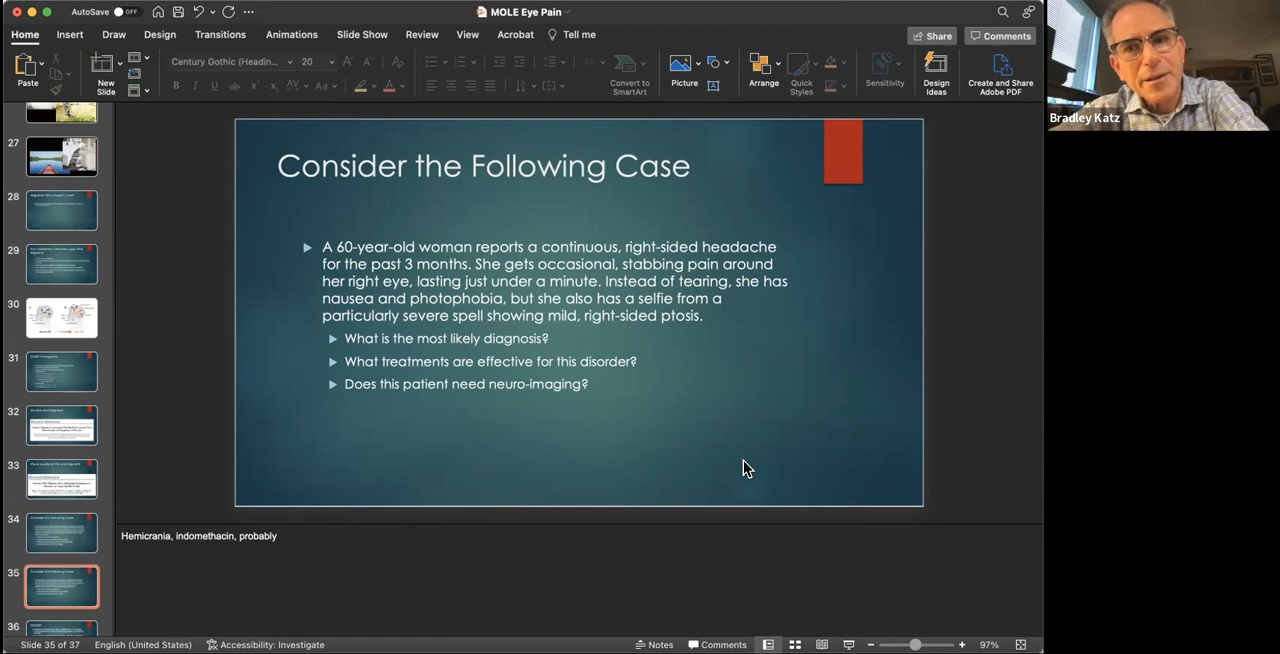 AutoSave OFF
MOLE Eye Pain
Home Insert Draw Design Transitions Animations Slide Show Review View Acrobat Tell me
Share Comments
Paste
New Slide
Century Gothic (Headin... 20
Convert to SmartArt
Picture
Arrange
Quick Styles
Sensitivity
Design Ideas
Create and Share Adobe PDF
Bradley Katz
27
28
29
30
31
32
33
34
35
36
Consider the Following Case
A 60-year-old woman reports a continuous, right-sided headache
for the past 3 months. She gets occasional, stabbing pain around
her right eye, lasting just under a minute. Instead of tearing, she has
nausea and photophobia, but she also has a selfie from a
particularly severe spell showing mild, right-sided ptosis.
What is the most likely diagnosis?
What treatments are effective for this disorder?
Does this patient need neuro-imaging?
Hemicrania, indomethacin, probably
Slide 35 of 37 English (United States) Accessibility: Investigate Notes Comments 97%